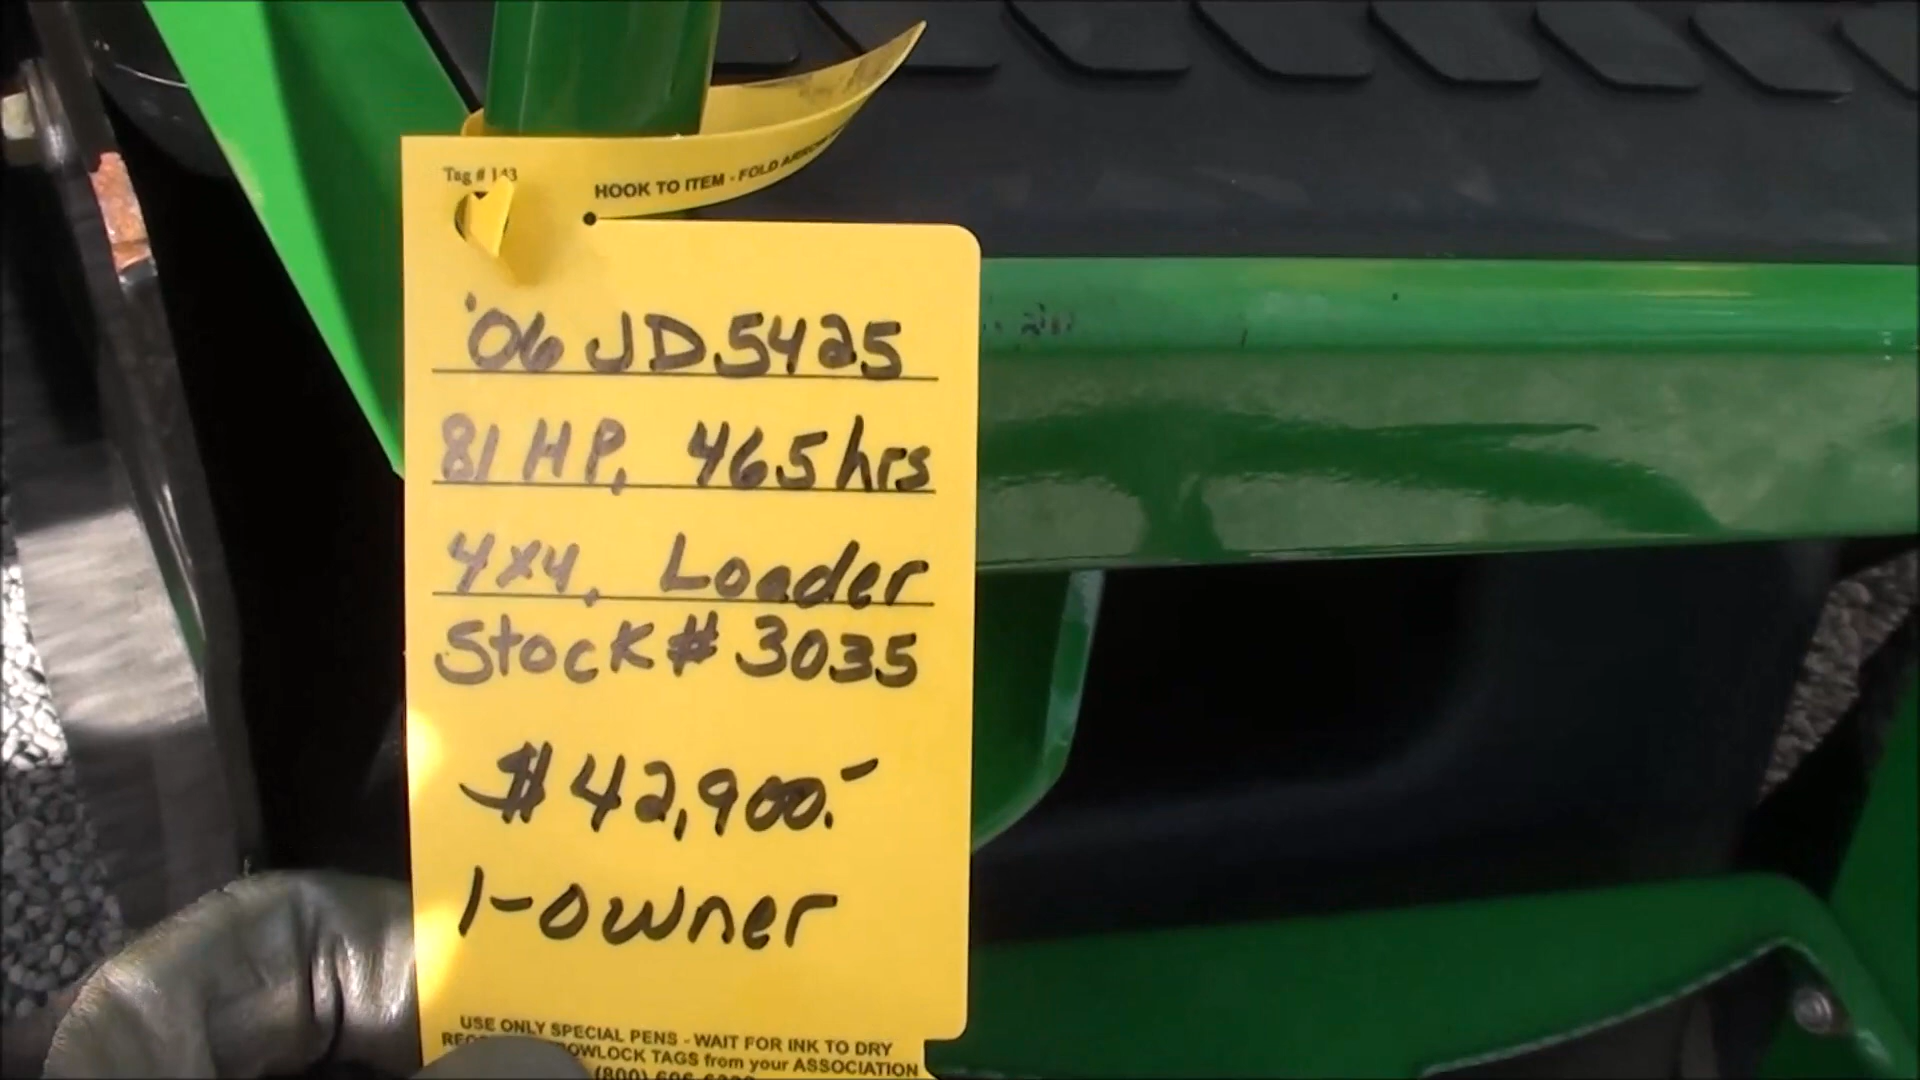 Tag # 143
HOOK TO ITEM - FOLD
'06 JD 5425
81 HP, 465 hrs
4x4, Loader
Stock # 3035
$42,900.-
1-owner
USE ONLY SPECIAL PENS - WAIT FOR INK TO DRY
TAGS from your ASSOCIATION
(800)